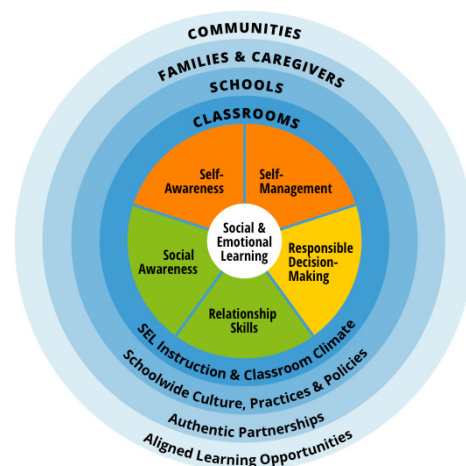 COMMUNITIES
FAMILIES & CAREGIVERS
SCHOOLS
CLASSROOMS
Self-
Awareness
Self-
Management
Social &
Emotional
Learning
Social
Awareness
Responsible
Decision-
Making
Relationship
Skills
SEL Instruction & Classroom Climate
Schoolwide Culture, Practices & Policies
Authentic Partnerships
Aligned Learning Opportunities